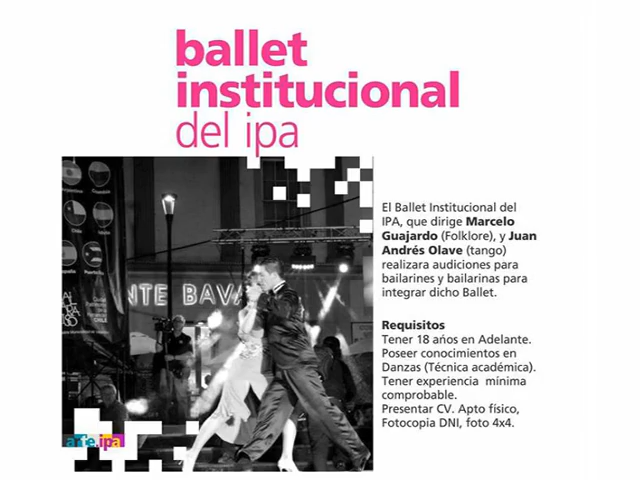 ballet
institucional
del ipa
El Ballet Institucional del
IPA, que dirige Marcelo
Guajardo (Folklore), y Juan
Andrés Olave (tango)
realizara audiciones para
bailarines y bailarinas para
integrar dicho Ballet.
Requisitos
Tener 18 años en Adelante.
Poseer conocimientos en
Danzas (Técnica académica).
Tener experiencia mínima
comprobable.
Presentar CV. Apto físico,
Fotocopia DNI, foto 4x4.
Chile
NTE BAVA
arte.ipa